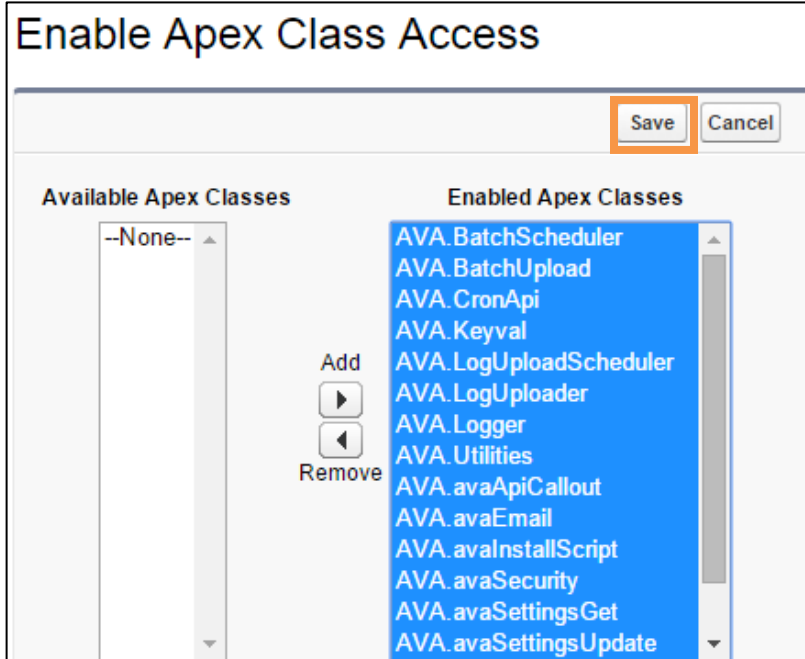 Enable Apex Class Access
Save Cancel
Available Apex Classes Enabled Apex Classes
--None--
Add
Remove
AVA.BatchScheduler
AVA.BatchUpload
AVA.CronApi
AVA.Keyval
AVA.LogUploadScheduler
AVA.LogUploader
AVA.Logger
AVA.Utilities
AVA.avaApiCallout
AVA.avaEmail
AVA.avaInstallScript
AVA.avaSecurity
AVA.avaSettingsGet
AVA.avaSettingsUpdate